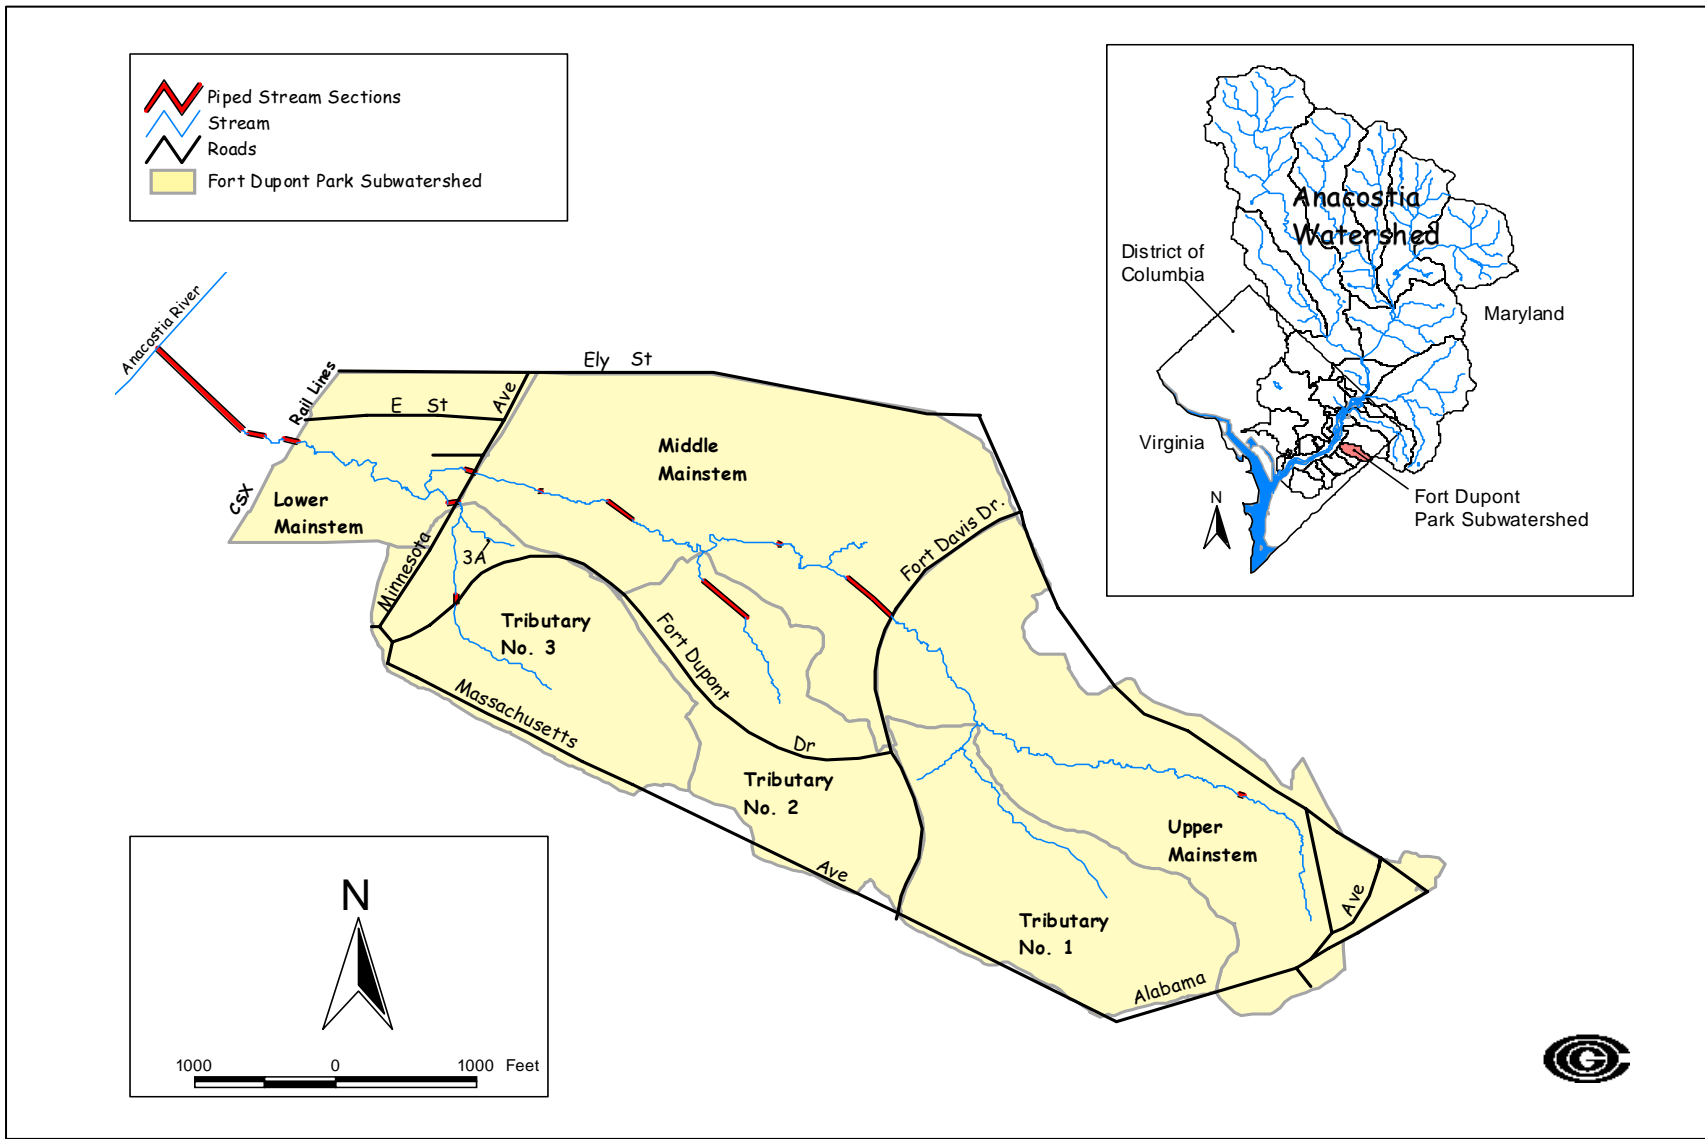 Piped Stream Sections
Stream
Roads
Fort Dupont Park Subwatershed
Anacostia
Watershed
District of
Columbia
Maryland
Virginia
N
Fort Dupont
Park Subwatershed
Anacostia River
Rail Lines
CSX
Ely St
E St
Ave
Minnesota
Middle
Mainstem
Lower
Mainstem
3A
Fort Davis Dr.
Tributary
No. 3
Fort Dupont
Dr
Massachusetts
Ave
Tributary
No. 2
Upper
Mainstem
Ave
Tributary
No. 1
Alabama
N
1000 0 1000 Feet
COG